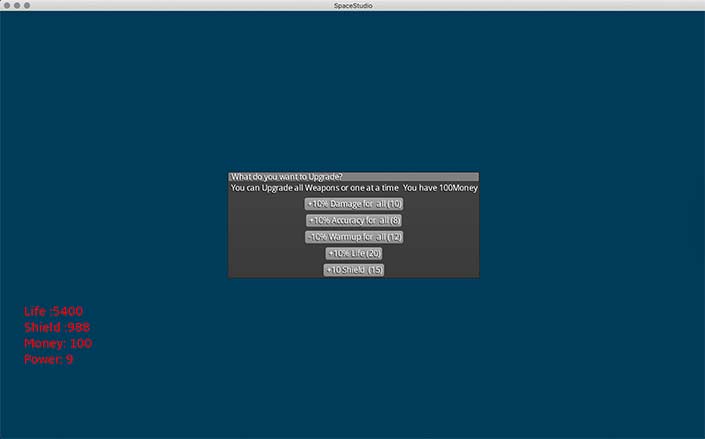 SpaceStudio
What do you want to Upgrade?
You can Upgrade all Weapons or one at a time  You have 100Money
+10% Damage for  all (10)
+10% Accuracy for  all (8)
-10% Warmup for  all (12)
+10% Life (20)
+10 Shield  (15)
Life :5400
Shield :988
Money: 100
Power: 9